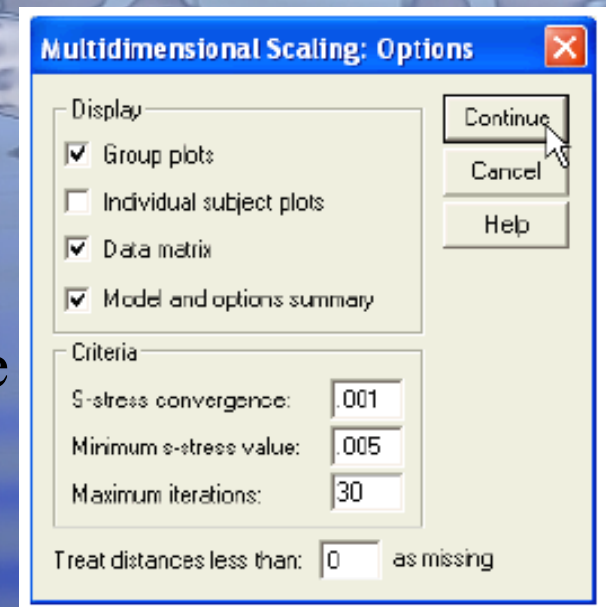 Multidimensional Scaling: Options
Display
Group plots
Individual subject plots
Data matrix
Model and options summary
Continue
Cancel
Help
e
Criteria
S-stress convergence: .001
Minimum s-stress value: .005
Maximum iterations: 30
Treat distances less than: 0 as missing